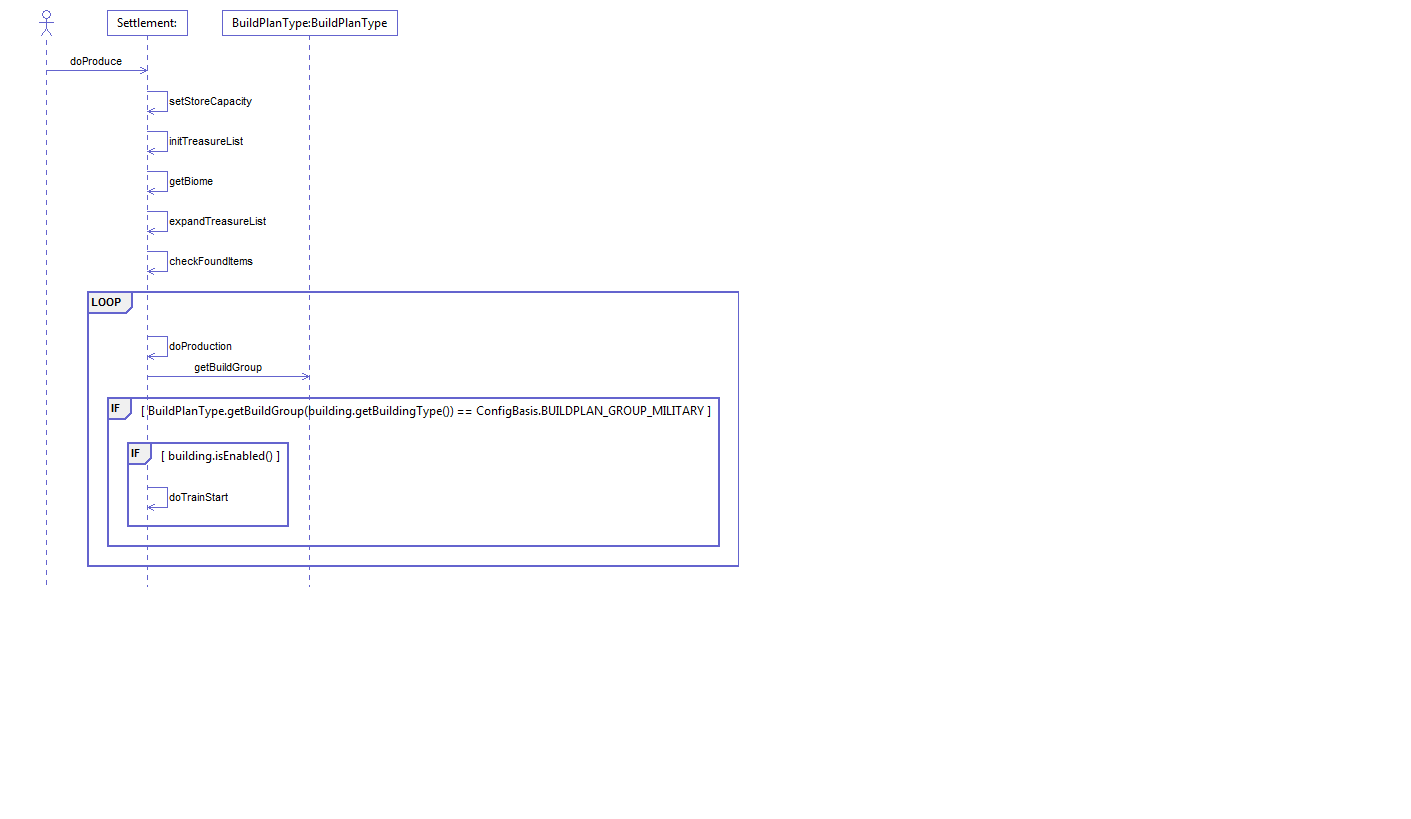 Settlement: BuildPlanType:BuildPlanType
doProduce
setStoreCapacity
initTreasureList
getBiome
expandTreasureList
checkFoundItems
LOOP
doProduction
getBuildGroup
IF [ BuildPlanType.getBuildGroup(building.getBuildingType()) == ConfigBasis.BUILDPLAN_GROUP_MILITARY ]
IF [ building.isEnabled() ]
doTrainStart